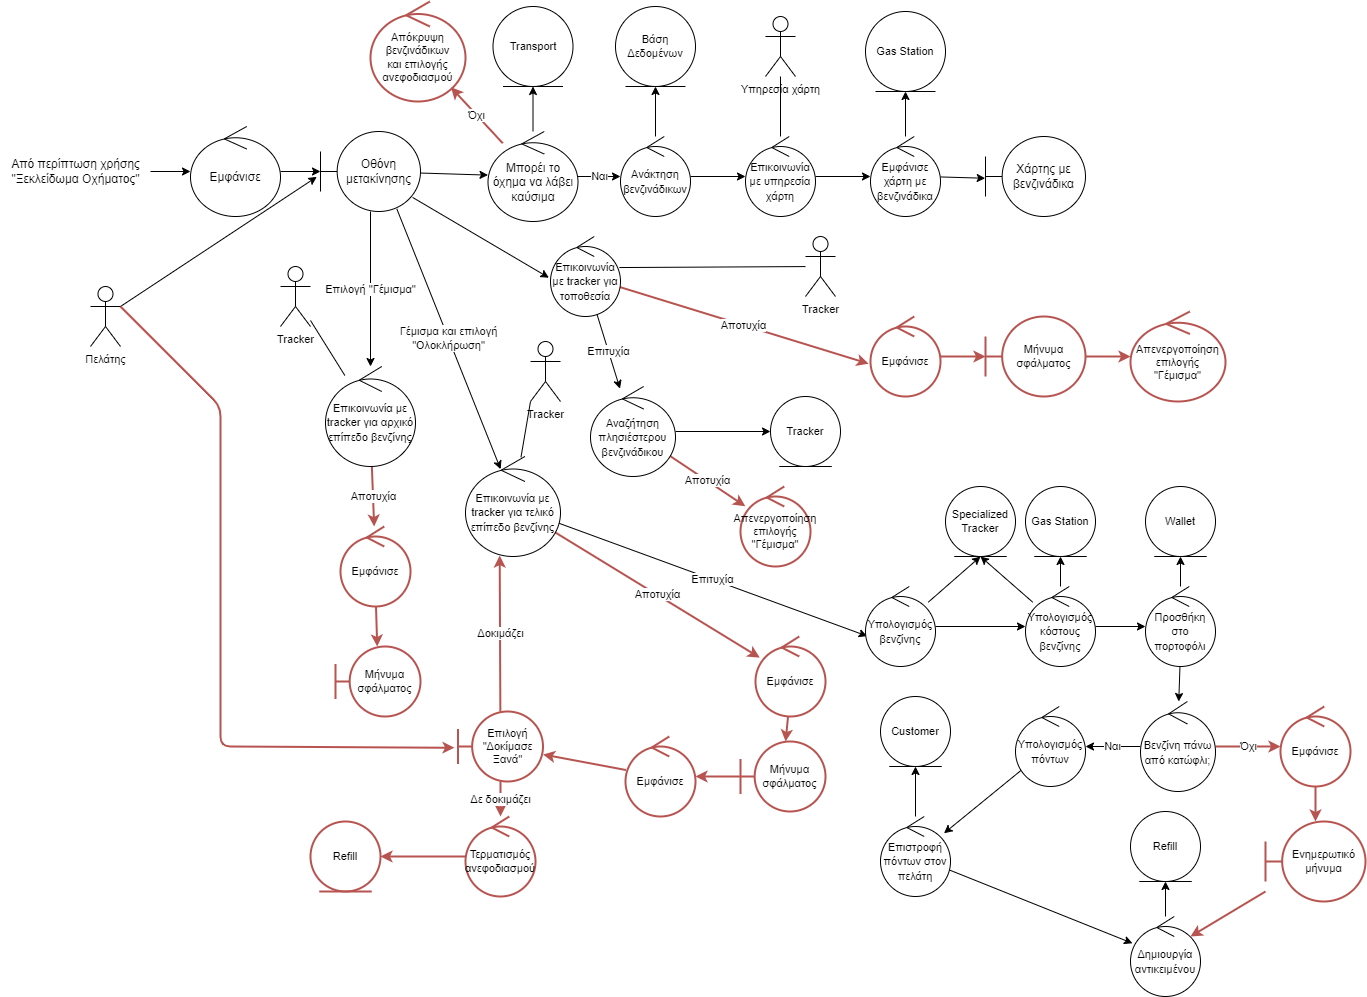 Απόκρυψη
βενζινάδικων
και επιλογής
ανεφοδιασμού
Transport
Βάση
Δεδομένων
Υπηρεσία χάρτη
Gas Station
Όχι
Από περίπτωση χρήσης
"Ξεκλείδωμα Οχήματος"
Εμφάνισε
Οθόνη
μετακίνησης
Μπορεί το
όχημα να λάβει
καύσιμα
Ναι
Ανάκτηση
βενζινάδικων
Επικοινωνία
με υπηρεσία
χάρτη
Εμφάνισε
χάρτη με
βενζινάδικα
Χάρτης με
βενζινάδικα
Πελάτης
Tracker
Επιλογή "Γέμισμα"
Γέμισμα και επιλογή
"Ολοκλήρωση"
Επικοινωνία
με tracker για
τοποθεσία
Tracker
Αποτυχία
Επιτυχία
Εμφάνισε
Μήνυμα
σφάλματος
Απενεργοποίηση
επιλογής
"Γέμισμα"
Tracker
Επικοινωνία με
tracker για αρχικό
επίπεδο βενζίνης
Αναζήτηση
πλησιέστερου
βενζινάδικου
Tracker
Αποτυχία
Απενεργοποίηση
επιλογής
"Γέμισμα"
Αποτυχία
Εμφάνισε
Μήνυμα
σφάλματος
Επικοινωνία με
tracker για τελικό
επίπεδο βενζίνης
Επιτυχία
Αποτυχία
Specialized
Tracker
Gas Station
Wallet
Υπολογισμός
βενζίνης
Υπολογισμός
κόστους
βενζίνης
Προσθήκη
στο
πορτοφόλι
Δοκιμάζει
Εμφάνισε
Επιλογή
"Δοκίμασε
Ξανά"
Εμφάνισε
Μήνυμα
σφάλματος
Δε δοκιμάζει
Refill
Τερματισμός
ανεφοδιασμού
Customer
Υπολογισμός
πόντων
Ναι
Βενζίνη πάνω
από κατώφλι;
Όχι
Εμφάνισε
Επιστροφή
πόντων στον
πελάτη
Refill
Ενημερωτικό
μήνυμα
Δημιουργία
αντικειμένου